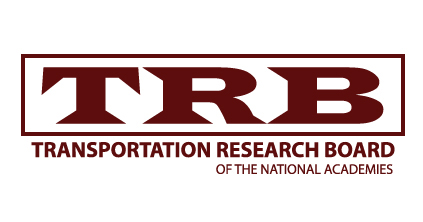 TRB
TRANSPORTATION RESEARCH BOARD
OF THE NATIONAL ACADEMIES